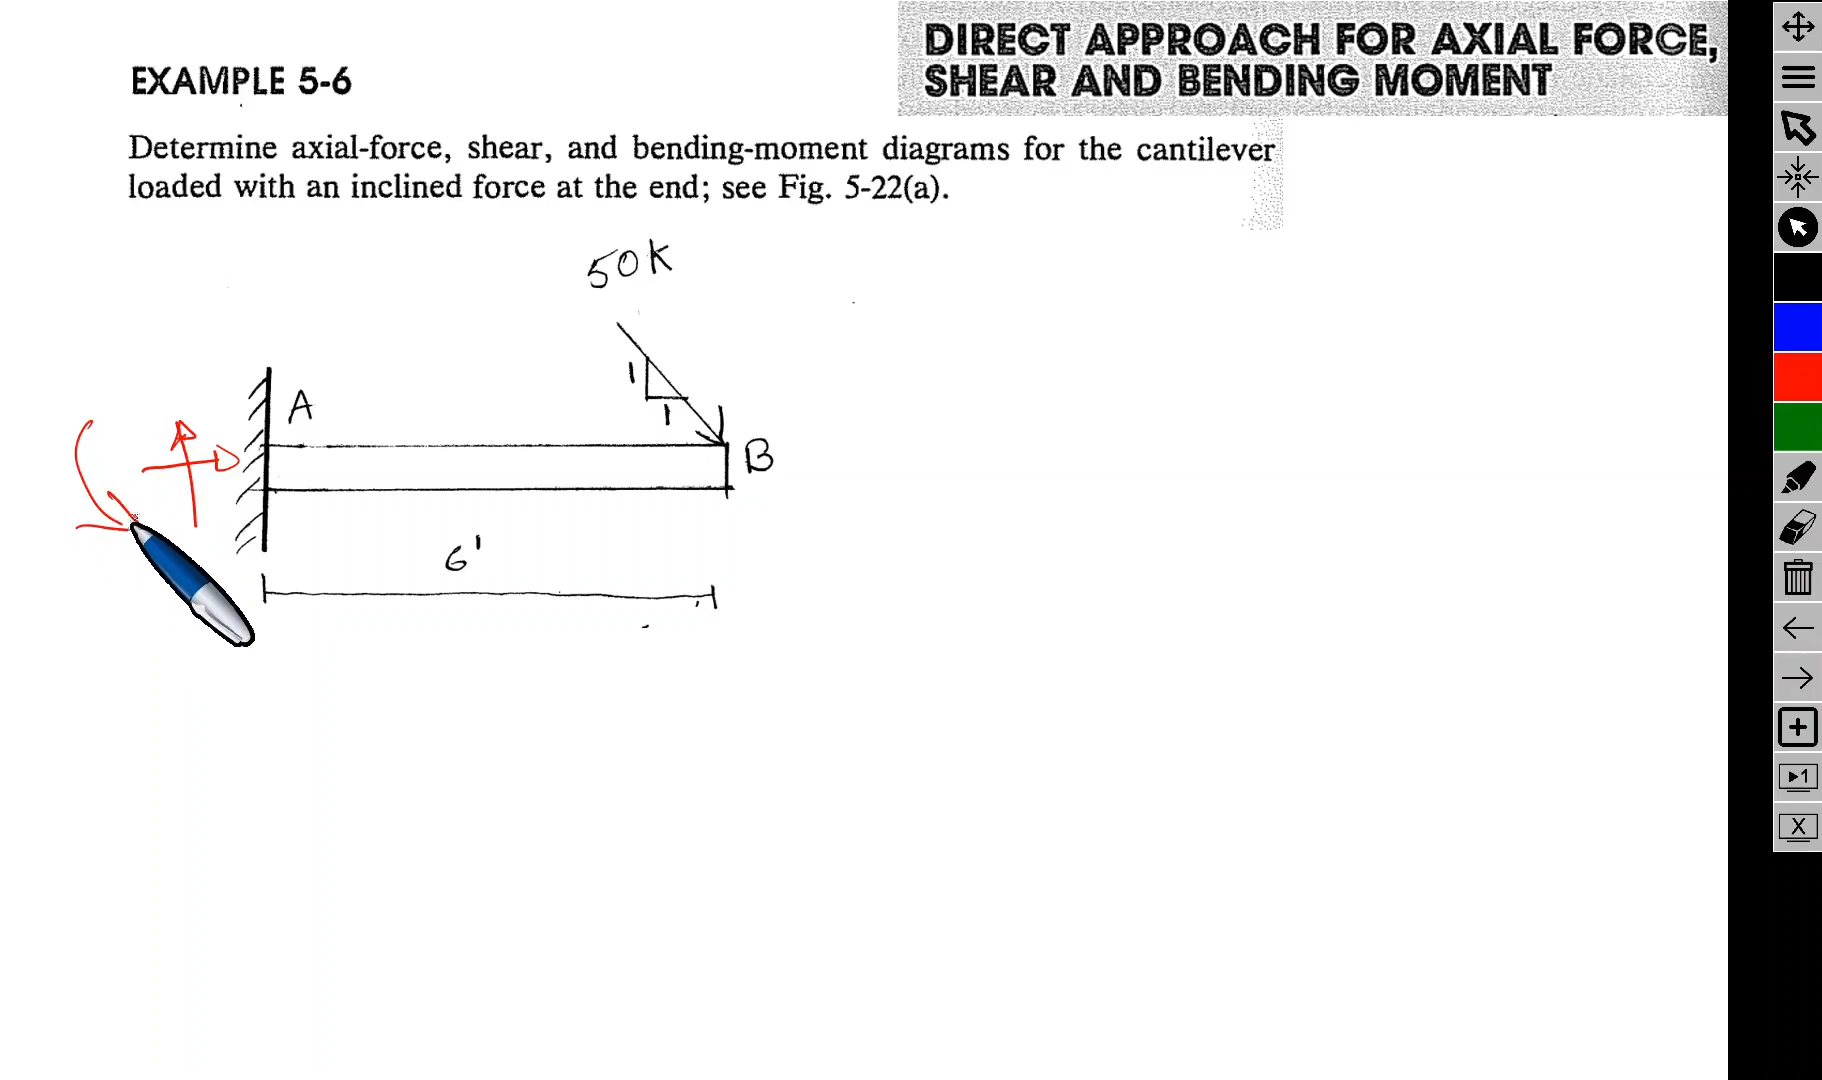 DIRECT APPROACH FOR AXIAL FORCE,
SHEAR AND BENDING MOMENT
EXAMPLE 5-6
Determine axial-force, shear, and bending-moment diagrams for the cantilever
loaded with an inclined force at the end; see Fig. 5-22(a).
50K
1
1
A
B
6'
1
X